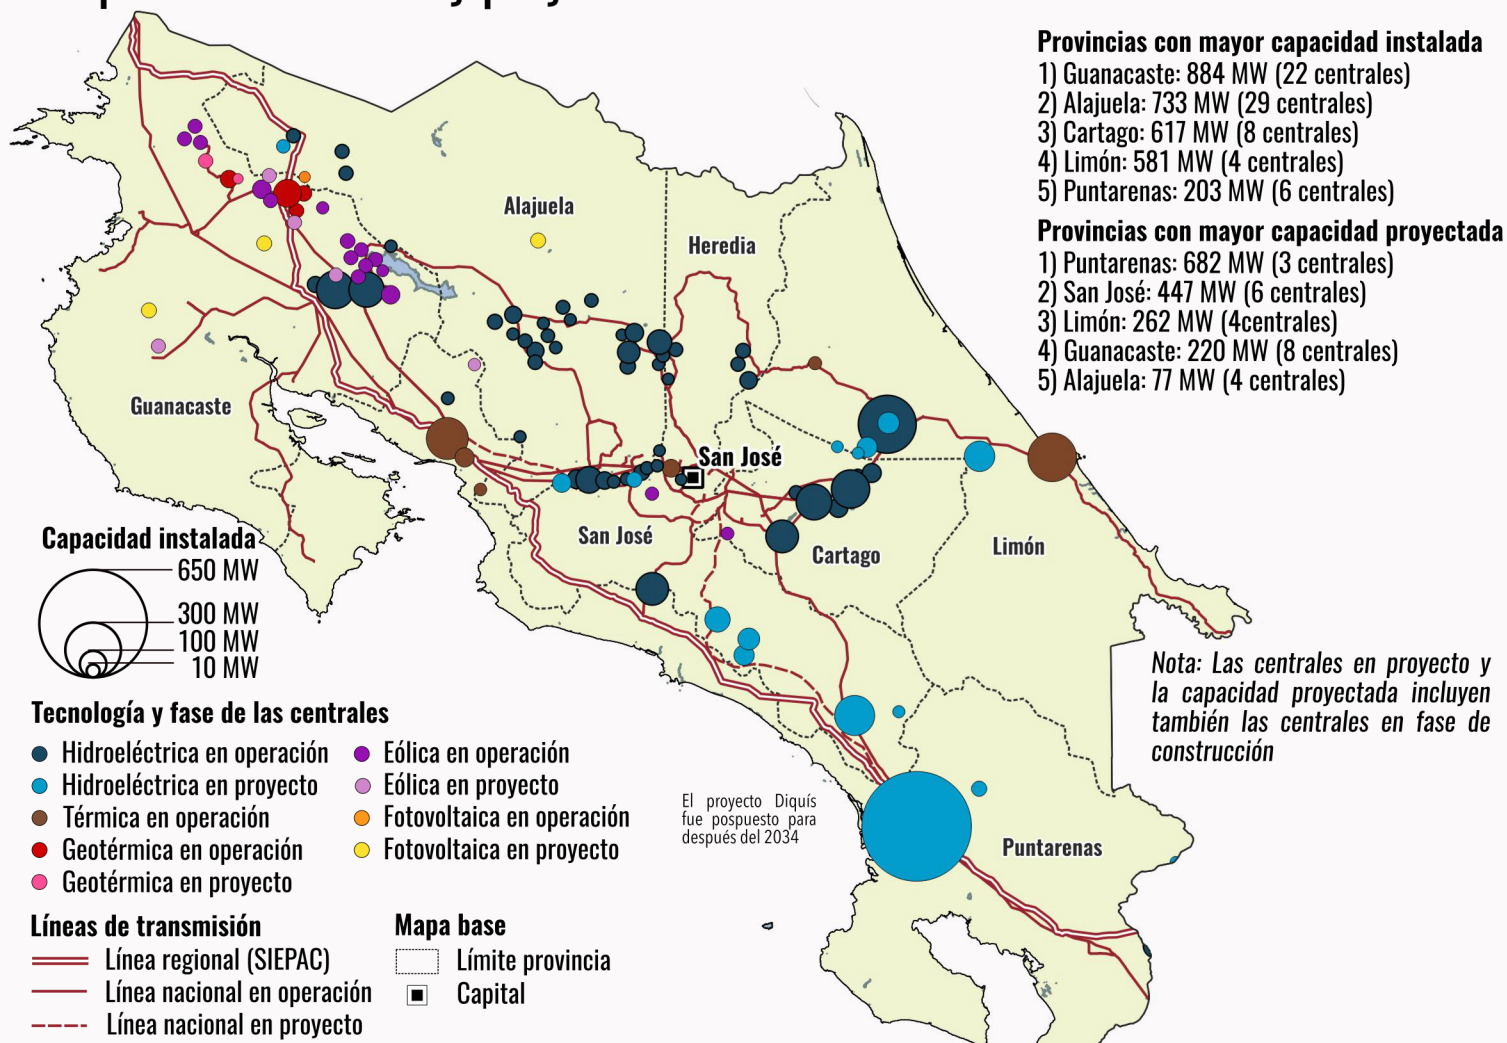 Provincias con mayor capacidad instalada
1) Guanacaste: 884 MW (22 centrales)
2) Alajuela: 733 MW (29 centrales)
3) Cartago: 617 MW (8 centrales)
4) Limón: 581 MW (4 centrales)
5) Puntarenas: 203 MW (6 centrales)
Provincias con mayor capacidad proyectada
1) Puntarenas: 682 MW (3 centrales)
2) San José: 447 MW (6 centrales)
3) Limón: 262 MW (4centrales)
4) Guanacaste: 220 MW (8 centrales)
5) Alajuela: 77 MW (4 centrales)
Alajuela
Heredia
Guanacaste
San José
San José
Cartago
Limón
Puntarenas
El proyecto Diquís
fue pospuesto para
después del 2034
Nota: Las centrales en proyecto y
la capacidad proyectada incluyen
también las centrales en fase de
construcción
Capacidad instalada
650 MW
300 MW
100 MW
10 MW
Tecnología y fase de las centrales
Hidroeléctrica en operación
Hidroeléctrica en proyecto
Térmica en operación
Geotérmica en operación
Geotérmica en proyecto
Eólica en operación
Eólica en proyecto
Fotovoltaica en operación
Fotovoltaica en proyecto
Líneas de transmisión
Línea regional (SIEPAC)
Línea nacional en operación
Línea nacional en proyecto
Mapa base
Límite provincia
Capital